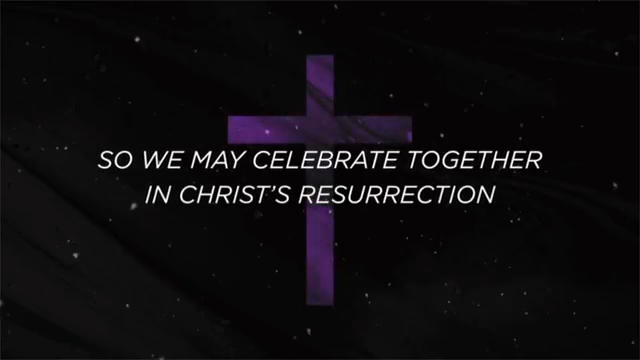 SO WE MAY CELEBRATE TOGETHER
IN CHRIST'S RESURRECTION